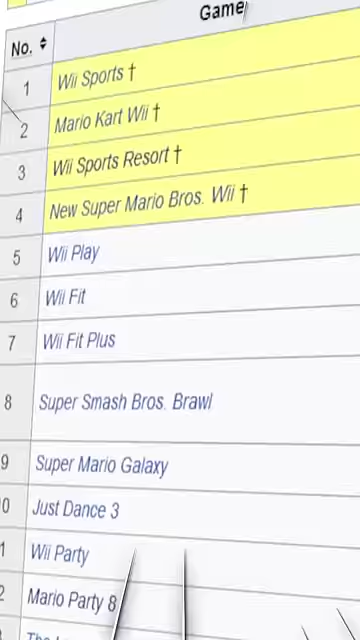 No. Game
1 Wii Sports †
2 Mario Kart Wii †
3 Wii Sports Resort †
4 New Super Mario Bros. Wii †
5 Wii Play
6 Wii Fit
7 Wii Fit Plus
8 Super Smash Bros. Brawl
9 Super Mario Galaxy
0 Just Dance 3
1 Wii Party
2 Mario Party 8
The